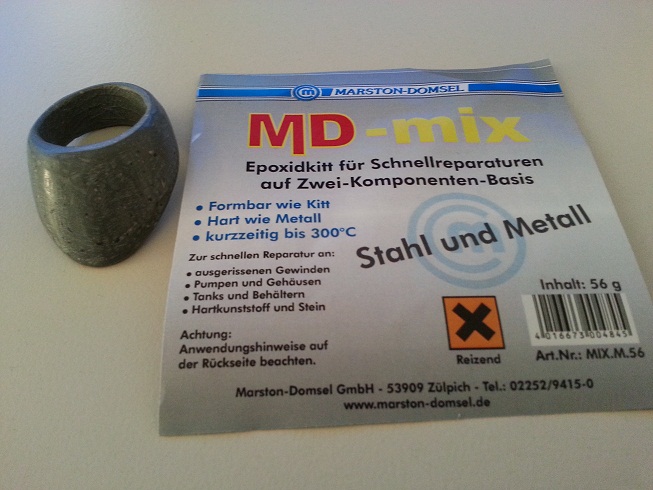 m MARSTON-DOMSEL
MD-mix
Epoxidkitt für Schnellreparaturen
auf Zwei-Komponenten-Basis
• Formbar wie Kitt
• Hart wie Metall
• kurzzeitig bis 300°C
m
Stahl und Metall
Zur schnellen Reparatur an:
• ausgerissenen Gewinden
• Pumpen und Gehäusen
• Tanks und Behältern
• Hartkunststoff und Stein
Achtung:
Anwendungshinweise auf
der Rückseite beachten.
Reizend
Inhalt: 56 g
4 016673 004845
Art.Nr.: MIX.M.56
Marston-Domsel GmbH - 53909 Zülpich - Tel.: 02252/9415-0
www.marston-domsel.de